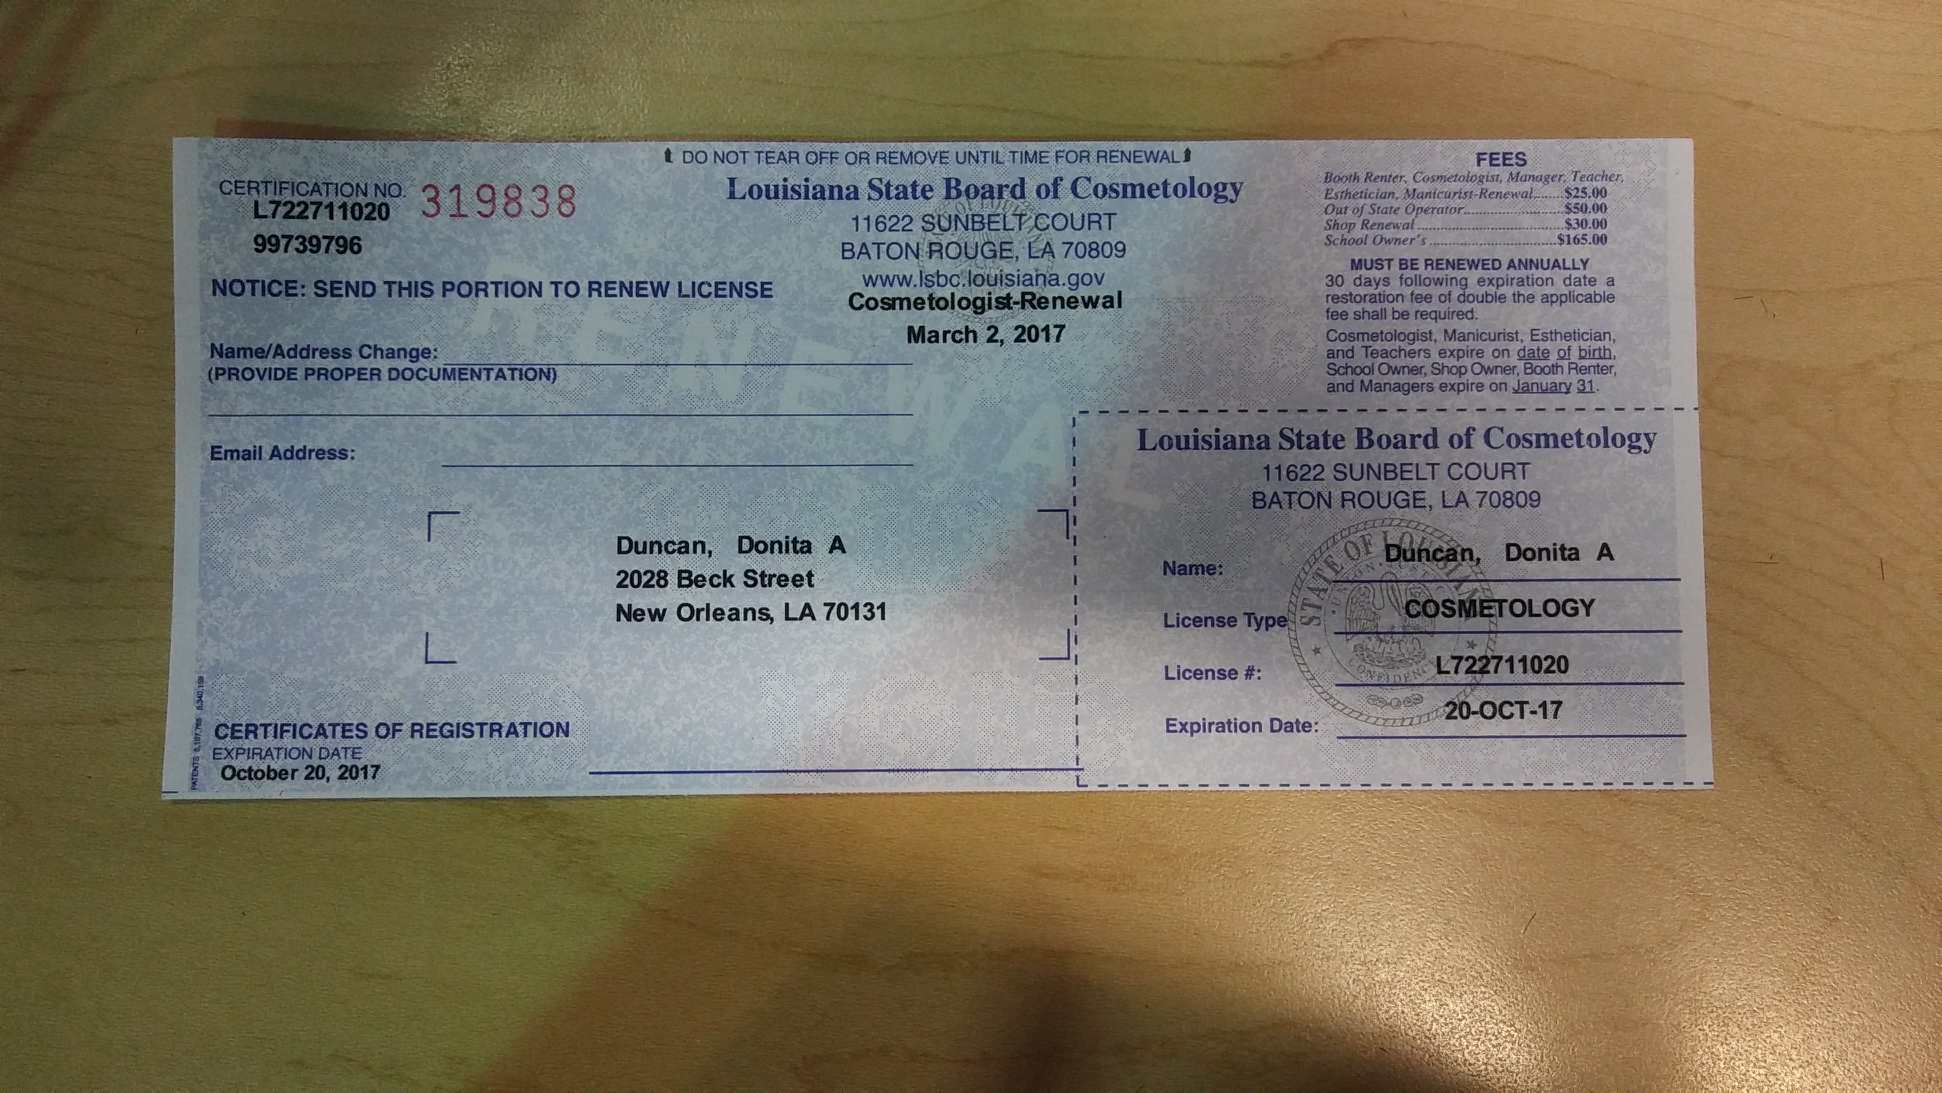 DO NOT TEAR OFF OR REMOVE UNTIL TIME FOR RENEWAL
CERTIFICATION NO. 319838
L722711020
99739796
NOTICE: SEND THIS PORTION TO RENEW LICENSE
Louisiana State Board of Cosmetology
11622 SUNBELT COURT
BATON ROUGE, LA 70809
www.lsbc.louisiana.gov
Cosmetologist-Renewal
March 2, 2017
FEES
Booth Renter, Cosmetologist, Manager, Teacher,
Esthetician, Manicurist-Renewal........$25.00
Out of State Operator..........................$50.00
Shop Renewal......................................$30.00
School Owner's.................................$165.00
MUST BE RENEWED ANNUALLY
30 days following expiration date a
restoration fee of double the applicable
fee shall be required.
Cosmetologist, Manicurist, Esthetician,
and Teachers expire on date of birth,
School Owner, Shop Owner, Booth Renter,
and Managers expire on January 31.
RENEWAL
Name/Address Change:
(PROVIDE PROPER DOCUMENTATION)
Email Address:
Duncan, Donita A
2028 Beck Street
New Orleans, LA 70131
CERTIFICATES OF REGISTRATION
EXPIRATION DATE
October 20, 2017
Louisiana State Board of Cosmetology
11622 SUNBELT COURT
BATON ROUGE, LA 70809
Name: Duncan, Donita A
License Type COSMETOLOGY
License #: L722711020
Expiration Date: 20-OCT-17
STATE OF LOUISIANA
UNION
CONFIDENCE
PATENTS